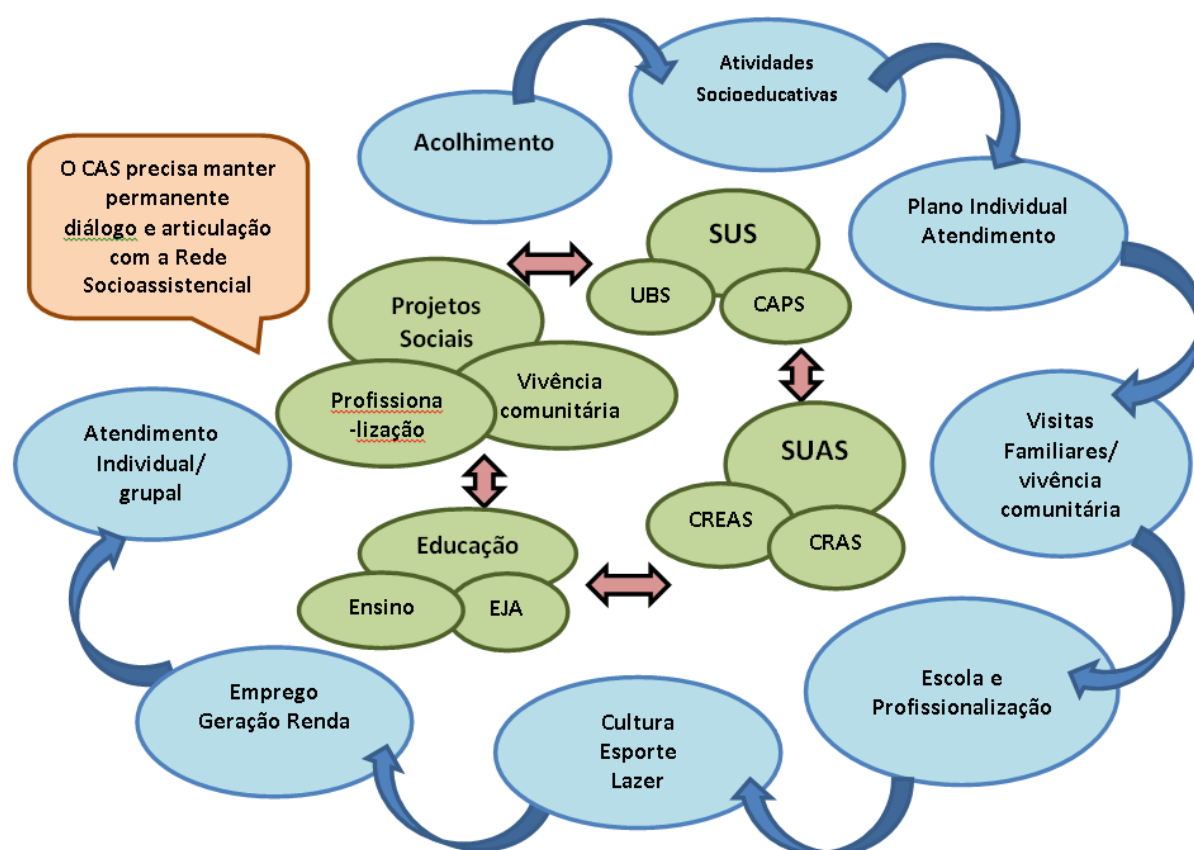 Atividades
Socioeducativas
Acolhimento
O CAS precisa manter
permanente
diálogo e articulação
com a Rede
Socioassistencial
Plano Individual
Atendimento
SUS
UBS
CAPS
Projetos
Sociais
Vivência
comunitária
Profissiona
-lização
Atendimento
Individual/
grupal
Visitas
Familiares/
vivência
comunitária
SUAS
CREAS
CRAS
Educação
Ensino
EJA
Escola e
Profissionalização
Emprego
Geração Renda
Cultura
Esporte
Lazer